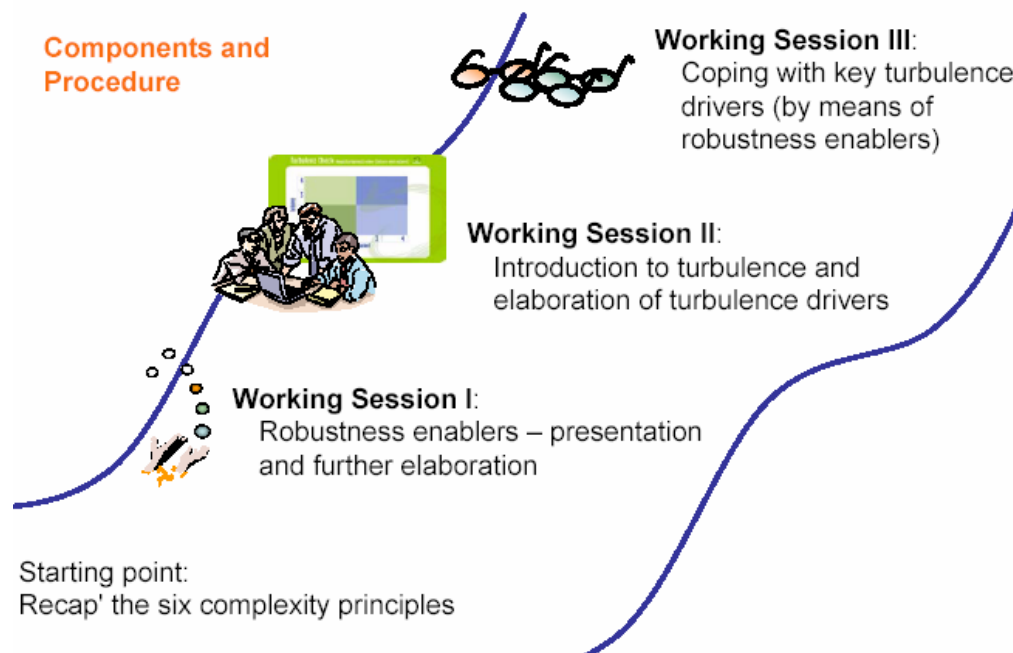 Components and
Procedure
Working Session III:
Coping with key turbulence
drivers (by means of
robustness enablers)
Working Session II:
Introduction to turbulence and
elaboration of turbulence drivers
Working Session I:
Robustness enablers – presentation
and further elaboration
Starting point:
Recap' the six complexity principles